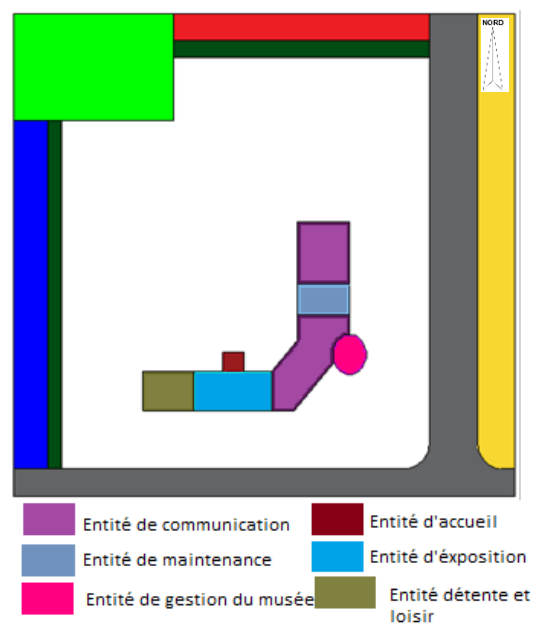 NORD
Entité de communication
Entité d'accueil
Entité de maintenance
Entité d'éxposition
Entité de gestion du musée
Entité détente et
loisir